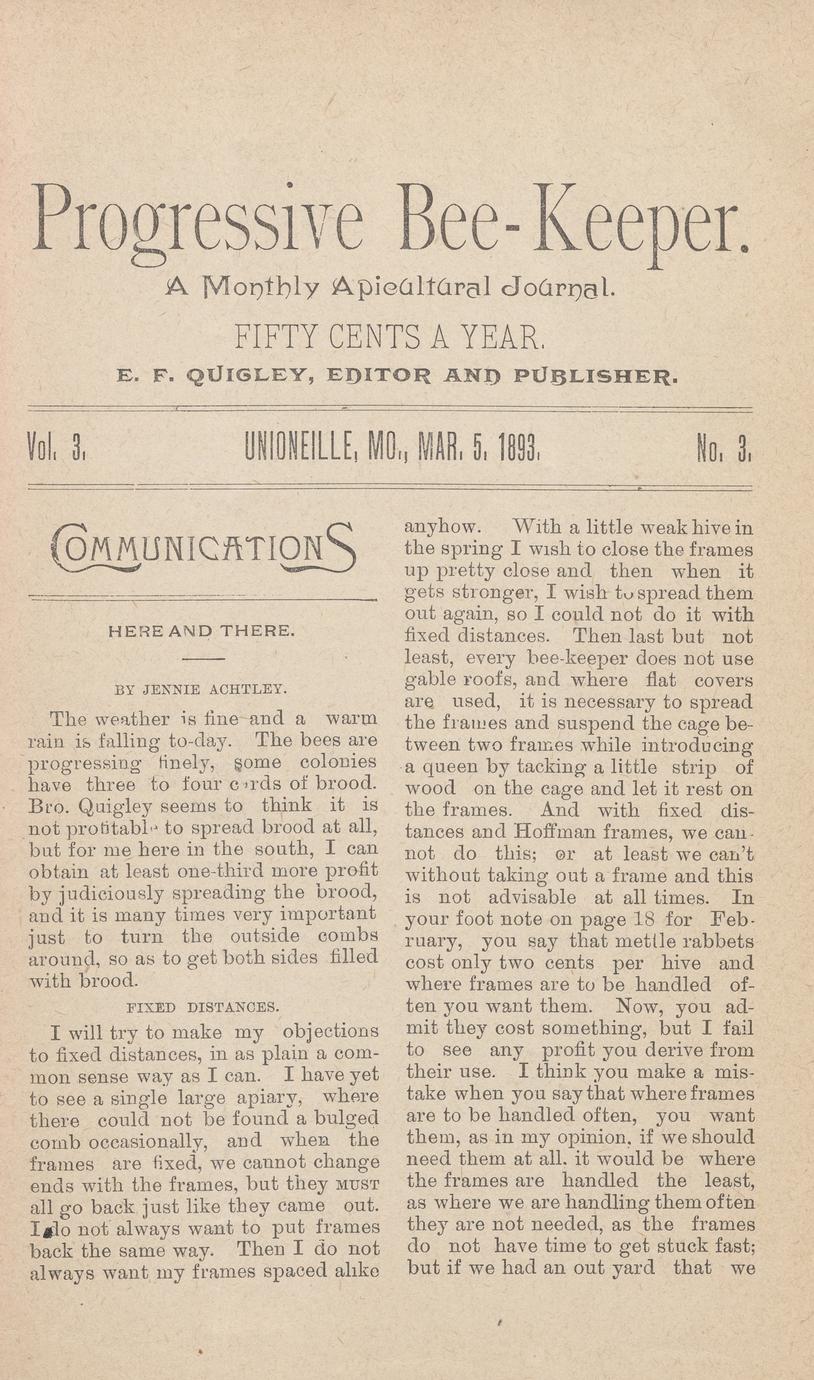 Progressive Bee-Keeper.
A Monthly Apicultural Journal.
FIFTY CENTS A YEAR.
E. F. QUIGLEY, EDITOR AND PUBLISHER.
Vol. 3. UNIONEILLE, MO., MAR. 5, 1893. No. 3.
COMMUNICATIONS
HERE AND THERE.
BY JENNIE ACHTLEY.
The weather is fine and a warm
rain is falling to-day. The bees are
progressing finely, some colonies
have three to four cards of brood.
Bro. Quigley seems to think it is
not profitable to spread brood at all,
but for me here in the south, I can
obtain at least one-third more profit
by judiciously spreading the brood,
and it is many times very important
just to turn the outside combs
around, so as to get both sides filled
with brood.
FIXED DISTANCES.
I will try to make my objections
to fixed distances, in as plain a com-
mon sense way as I can. I have yet
to see a single large apiary, where
there could not be found a bulged
comb occasionally, and when the
frames are fixed, we cannot change
ends with the frames, but they MUST
all go back just like they came out.
I do not always want to put frames
back the same way. Then I do not
always want my frames spaced alike
anyhow. With a little weak hive in
the spring I wish to close the frames
up pretty close and then when it
gets stronger, I wish to spread them
out again, so I could not do it with
fixed distances. Then last but not
least, every bee-keeper does not use
gable roofs, and where flat covers
are used, it is necessary to spread
the frames and suspend the cage be-
tween two frames while introducing
a queen by tacking a little strip of
wood on the cage and let it rest on
the frames. And with fixed dis-
tances and Hoffman frames, we can-
not do this; or at least we can't
without taking out a frame and this
is not advisable at all times. In
your foot note on page 18 for Feb-
ruary, you say that mettle rabbets
cost only two cents per hive and
where frames are to be handled of-
ten you want them. Now, you ad-
mit they cost something, but I fail
to see any profit you derive from
their use. I think you make a mis-
take when you say that where frames
are to be handled often, you want
them, as in my opinion, if we should
need them at all, it would be where
the frames are handled the least,
as where we are handling them often
they are not needed, as the frames
do not have time to get stuck fast;
but if we had an out yard that we